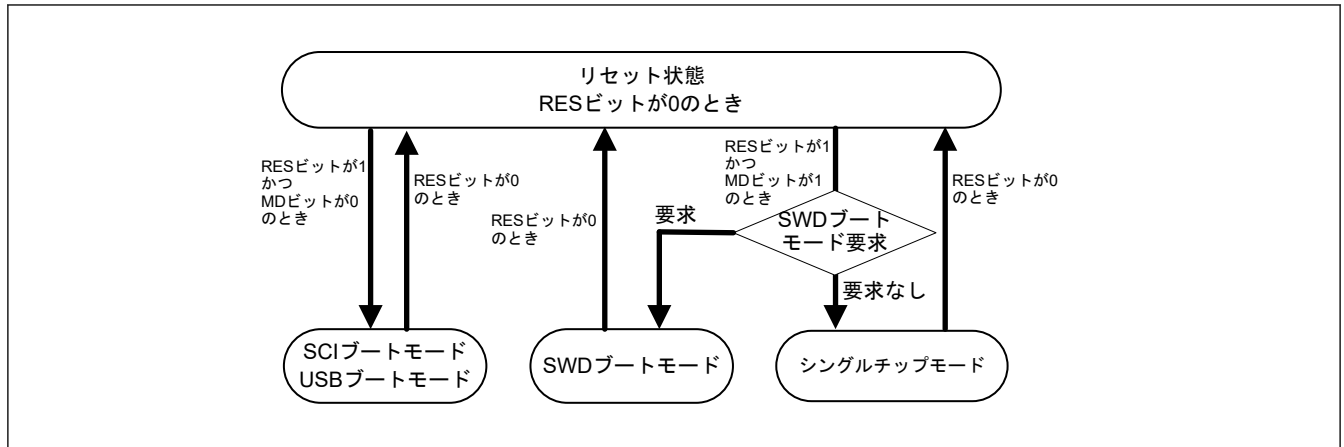 リセット状態
RESビットが0のとき
RESビットが1
かつ
MDビットが0
のとき
RESビットが0
のとき
RESビットが0
のとき
RESビットが1
かつ
MDビットが1
のとき
RESビットが0
のとき
要求
SWDブート
モード要求
要求なし
SCIブートモード
USBブートモード
SWDブートモード
シングルチップモード